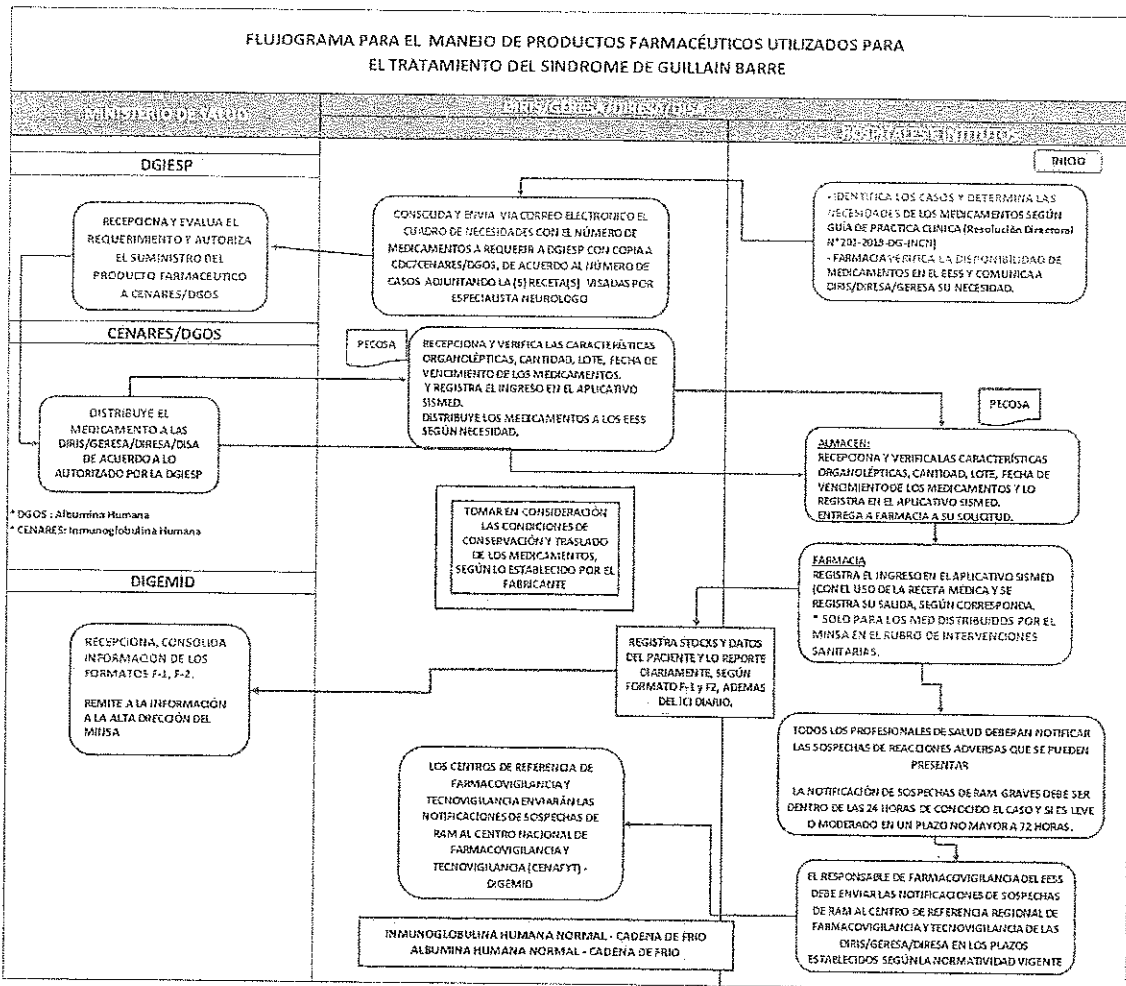 FLUJOGRAMA PARA EL MANEJO DE PRODUCTOS FARMACÉUTICOS UTILIZADOS PARA
EL TRATAMIENTO DEL SINDROME DE GUILLAIN BARRE
MINISTERIO DE SALUD
DIRIS/GERESA/DIRESA/DISA
HOSPITALES E INTITUTOS
DGIESP
RECEPCIONA Y EVALUA EL
REQUERIMIENTO Y AUTORIZA
EL SUMINISTRO DEL
PRODUCTO FARMACEUTICO
A CENARES/DGOS
CONSOLIDA Y ENVIA VIA CORREO ELECTRONICO EL
CUADRO DE NECESIDADES CON EL NÚMERO DE
MEDICAMENTOS A REQUERIR A DGIESP CON COPIA A
CDC/CENARES/DGOS, DE ACUERDO AL NÚMERO DE
CASOS ADJUNTANDO LA (S) RECETA(S) VISADAS POR
ESPECIALISTA NEUROLOGO
INICIO
- IDENTIFICA LOS CASOS Y DETERMINA LAS
NECESIDADES DE LOS MEDICAMENTOS SEGÚN
GUÍA DE PRACTICA CLINICA (Resolución Directoral
DG-INCN)
- FARMACIA VERIFICA LA DISPONIBILIDAD DE
MEDICAMENTOS EN EL EESS Y COMUNICA A
DIRIS/DIRESA/GERESA SU NECESIDAD.
CENARES/DGOS
DISTRIBUYE EL
MEDICAMENTO A LAS
DIRIS/GERESA/DIRESA/DISA
DE ACUERDO A LO
AUTORIZADO POR LA DGIESP
* DGOS : Albumina Humana
* CENARES: Inmunoglobulina Humana
PECOSA
RECEPCIONA Y VERIFICA LAS CARACTERÍSTICAS
ORGANOLÉPTICAS, CANTIDAD, LOTE, FECHA DE
VENCIMIENTO DE LOS MEDICAMENTOS.
Y REGISTRA EL INGRESO EN EL APLICATIVO
SISMED.
DISTRIBUYE LOS MEDICAMENTOS A LOS EESS
SEGÚN NECESIDAD.
PECOSA
ALMACEN:
RECEPCIONA Y VERIFICA LAS CARACTERÍSTICAS
ORGANOLÉPTICAS, CANTIDAD, LOTE, FECHA DE
VENCIMIENTO DE LOS MEDICAMENTOS Y LO
REGISTRA EN EL APLICATIVO SISMED.
ENTREGA A FARMACIA A SU SOLICITUD.
TOMAR EN CONSIDERACIÓN
LAS CONDICIONES DE
CONSERVACIÓN Y TRASLADO
DE LOS MEDICAMENTOS,
SEGÚN LO ESTABLECIDO POR EL
FABRICANTE
FARMACIA
REGISTRA EL INGRESO EN EL APLICATIVO SISMED
(CON EL USO DE LA RECETA MÉDICA Y SE
REGISTRA SU SALIDA, SEGÚN CORRESPONDA.
* SOLO PARA LOS MED DISTRIBUIDOS POR EL
MINSA EN EL RUBRO DE INTERVENCIONES
SANITARIAS.
DIGEMID
RECEPCIONA, CONSOLIDA
INFORMACION DE LOS
FORMATOS F-1, F-2.
REMITE A LA INFORMACIÓN
A LA ALTA DIRECCIÓN DEL
MINSA
REGISTRA STOCKS Y DATOS
DEL PACIENTE Y LO REPORTE
DIARIAMENTE, SEGÚN
FORMATO F-1 y F2, ADEMAS
DEL ICI DIARIO.
TODOS LOS PROFESIONALES DE SALUD DEBERAN NOTIFICAR
LAS SOSPECHAS DE REACCIONES ADVERSAS QUE SE PUEDEN
PRESENTAR
LA NOTIFICACIÓN DE SOSPECHAS DE RAM GRAVES DEBE SER
DENTRO DE LAS 24 HORAS DE CONOCIDO EL CASO Y SI ES LEVE
O MODERADO EN UN PLAZO NO MAYOR A 72 HORAS.
LOS CENTROS DE REFERENCIA DE
FARMACOVIGILANCIA Y
TECNOVIGILANCIA ENVIARÁN LAS
NOTIFICACIONES DE SOSPECHAS DE
RAM AL CENTRO NACIONAL DE
FARMACOVIGILANCIA Y
TECNOVIGILANCIA (CENAFYT) -
DIGEMID
EL RESPONSABLE DE FARMACOVIGILANCIA DEL EESS
DEBE ENVIAR LAS NOTIFICACIONES DE SOSPECHAS
DE RAM AL CENTRO DE REFERENCIA REGIONAL DE
FARMACOVIGILANCIA Y TECNOVIGILANCIA DE LAS
DIRIS/GERESA/DIRESA EN LOS PLAZOS
ESTABLECIDOS SEGÚN LA NORMATIVIDAD VIGENTE
INMUNOGLOBULINA HUMANA NORMAL - CADENA DE FRIO
ALBUMINA HUMANA NORMAL - CADENA DE FRIO